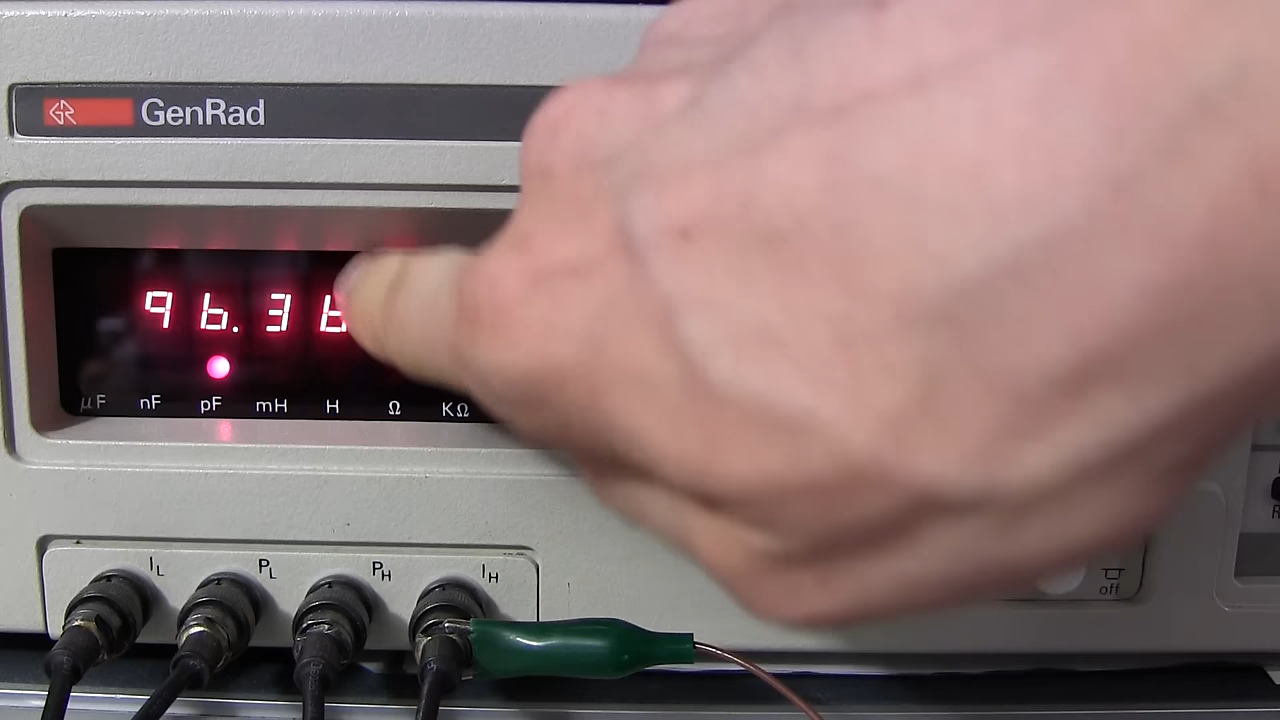 GenRad
96.36
μF nF pF mH H Ω KΩ
IL PL PH IH
off